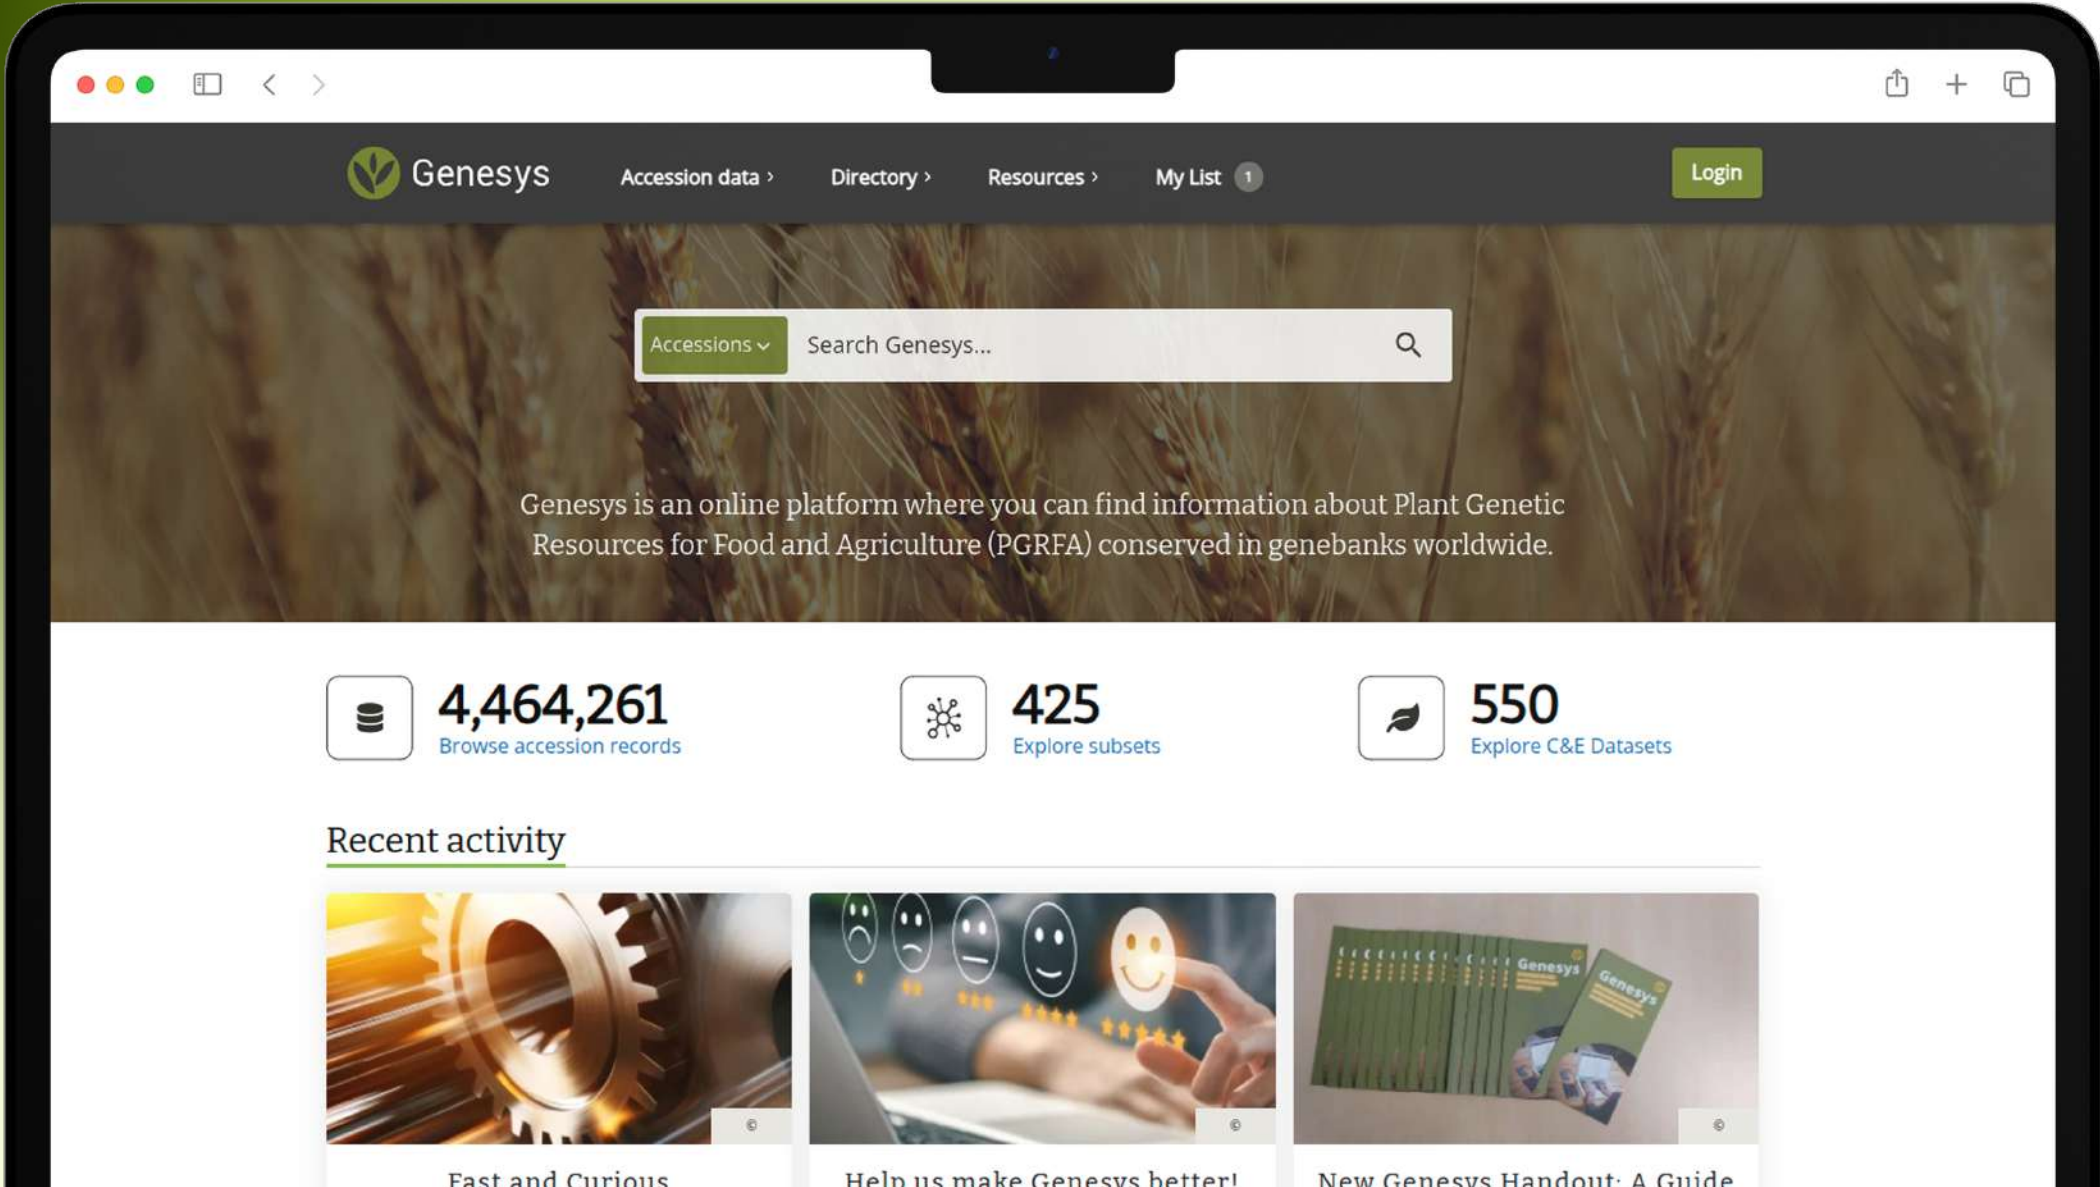 Genesys
Accession data ›
Directory ›
Resources ›
My List 1
Login
Accessions
Search Genesys...
Genesys is an online platform where you can find information about Plant Genetic
Resources for Food and Agriculture (PGRFA) conserved in genebanks worldwide.
4,464,261
Browse accession records
425
Explore subsets
550
Explore C&E Datasets
Recent activity
Genesys
Genesys
©
©
©
Fast and Curious
Help us make Genesys better!
New Genesys Handout: A Guide